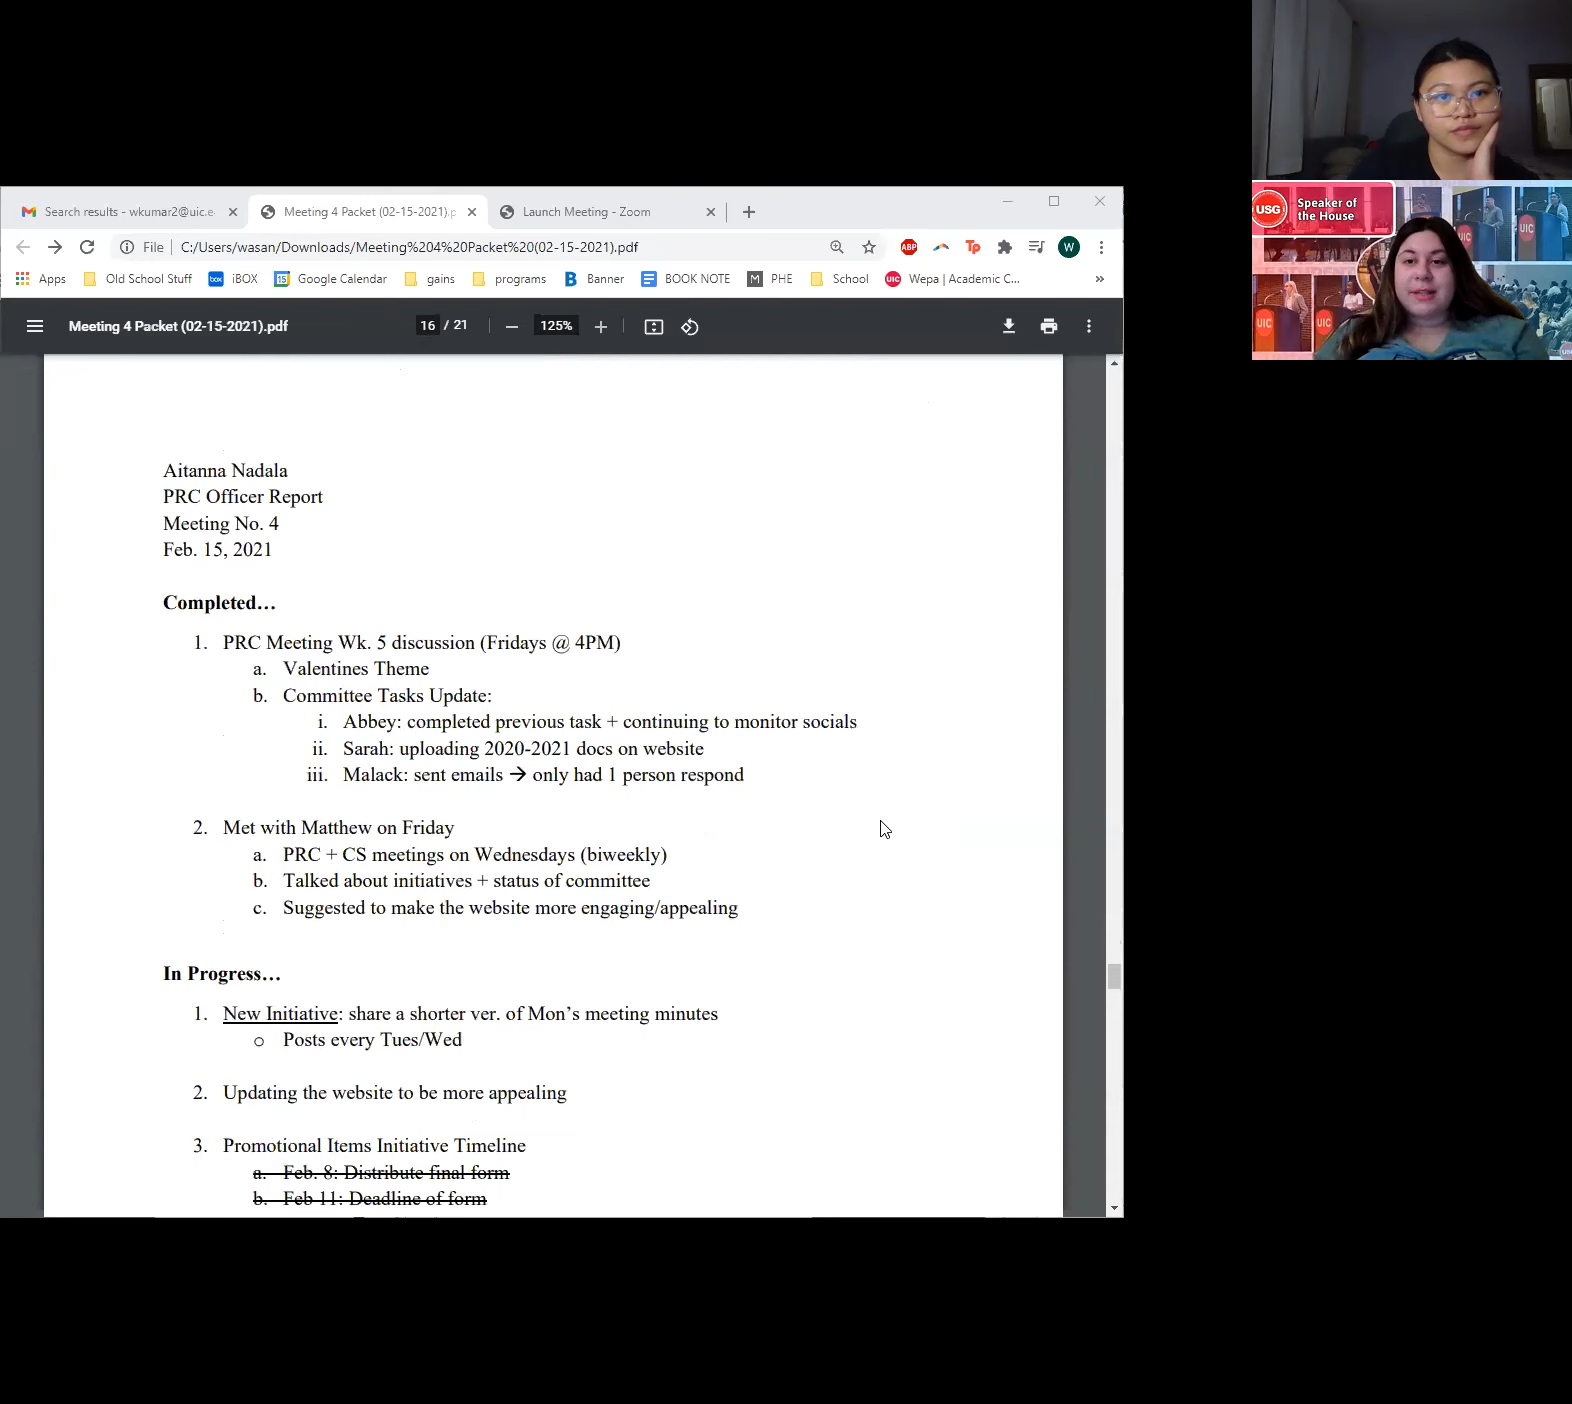 Search results - wkumar2@uic.e
Meeting 4 Packet (02-15-2021).p
Launch Meeting - Zoom
File C:/Users/wasan/Downloads/Meeting%204%20Packet%20(02-15-2021).pdf
ABP
Tp
W
Apps
Old School Stuff
box iBOX
15 Google Calendar
gains
programs
B Banner
BOOK NOTE
M PHE
School
UIC Wepa | Academic C...
Meeting 4 Packet (02-15-2021).pdf
16 / 21
125%
Aitanna Nadala
PRC Officer Report
Meeting No. 4
Feb. 15, 2021
Completed…
1. PRC Meeting Wk. 5 discussion (Fridays @ 4PM)
a. Valentines Theme
b. Committee Tasks Update:
i. Abbey: completed previous task + continuing to monitor socials
ii. Sarah: uploading 2020-2021 docs on website
iii. Malack: sent emails → only had 1 person respond
2. Met with Matthew on Friday
a. PRC + CS meetings on Wednesdays (biweekly)
b. Talked about initiatives + status of committee
c. Suggested to make the website more engaging/appealing
In Progress…
1. New Initiative: share a shorter ver. of Mon’s meeting minutes
o Posts every Tues/Wed
2. Updating the website to be more appealing
3. Promotional Items Initiative Timeline
a. Feb. 8: Distribute final form
b. Feb 11: Deadline of form
USG
Speaker of
the House
UIC
UIC
UIC
UIC